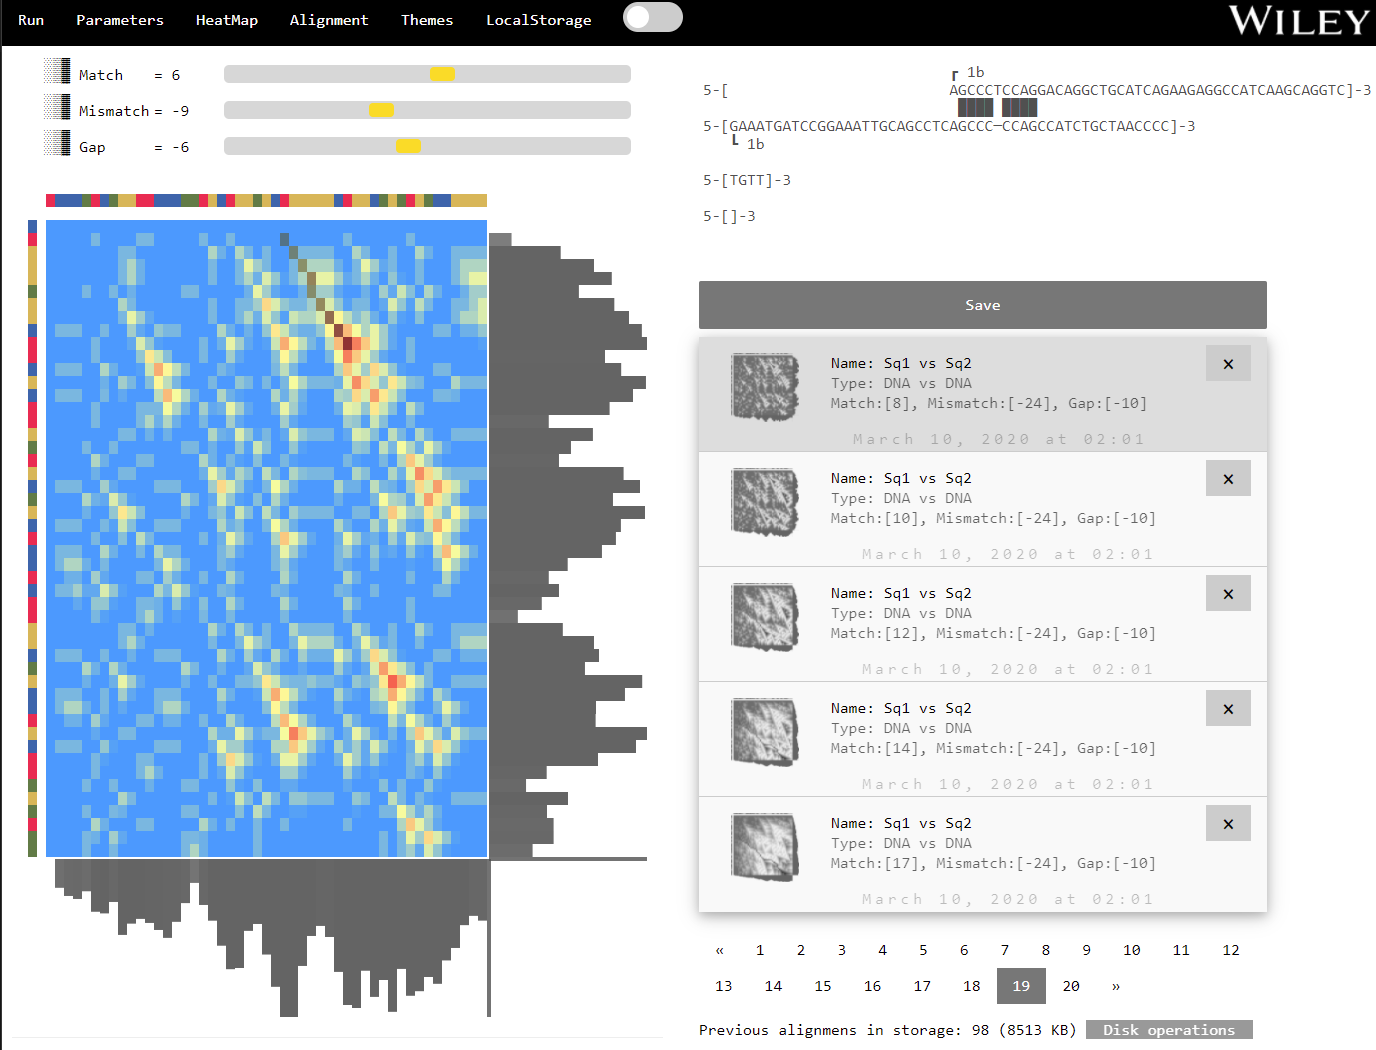 Run Parameters HeatMap Alignment Themes LocalStorage WILEY
Match = 6
Mismatch = -9
Gap = -6
1b
5-[ AGCCCTCCAGGACAGGCTGCATCAGAAGAGGCCATCAAGCAGGTC]-3
5-[GAAATGATCCGGAAATTGCAGCCTCAGCCC—CCAGCCATCTGCTAACCCC]-3
1b
5-[TGTT]-3
5-[]-3
Save
Name: Sq1 vs Sq2 ×
Type: DNA vs DNA
Match:[8], Mismatch:[-24], Gap:[-10]
March 10, 2020 at 02:01
Name: Sq1 vs Sq2 ×
Type: DNA vs DNA
Match:[10], Mismatch:[-24], Gap:[-10]
March 10, 2020 at 02:01
Name: Sq1 vs Sq2 ×
Type: DNA vs DNA
Match:[12], Mismatch:[-24], Gap:[-10]
March 10, 2020 at 02:01
Name: Sq1 vs Sq2 ×
Type: DNA vs DNA
Match:[14], Mismatch:[-24], Gap:[-10]
March 10, 2020 at 02:01
Name: Sq1 vs Sq2 ×
Type: DNA vs DNA
Match:[17], Mismatch:[-24], Gap:[-10]
March 10, 2020 at 02:01
« 1 2 3 4 5 6 7 8 9 10 11 12
13 14 15 16 17 18 19 20 »
Previous alignmens in storage: 98 (8513 KB) Disk operations